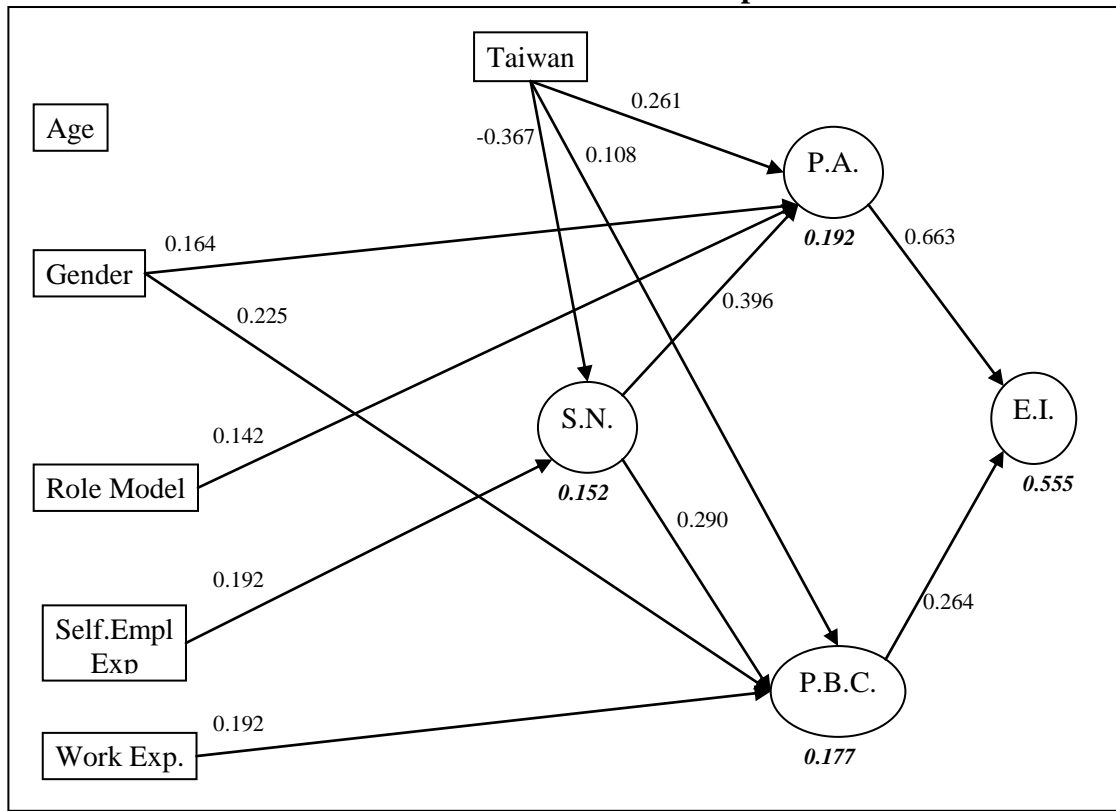 Taiwan
0.261
Age
-0.367
0.108
P.A.
0.164
0.192
0.663
Gender
0.396
0.225
E.I.
S.N.
0.142
Role Model
0.555
0.152
0.290
0.192
0.264
Self.Empl
Exp
P.B.C.
0.192
Work Exp.
0.177